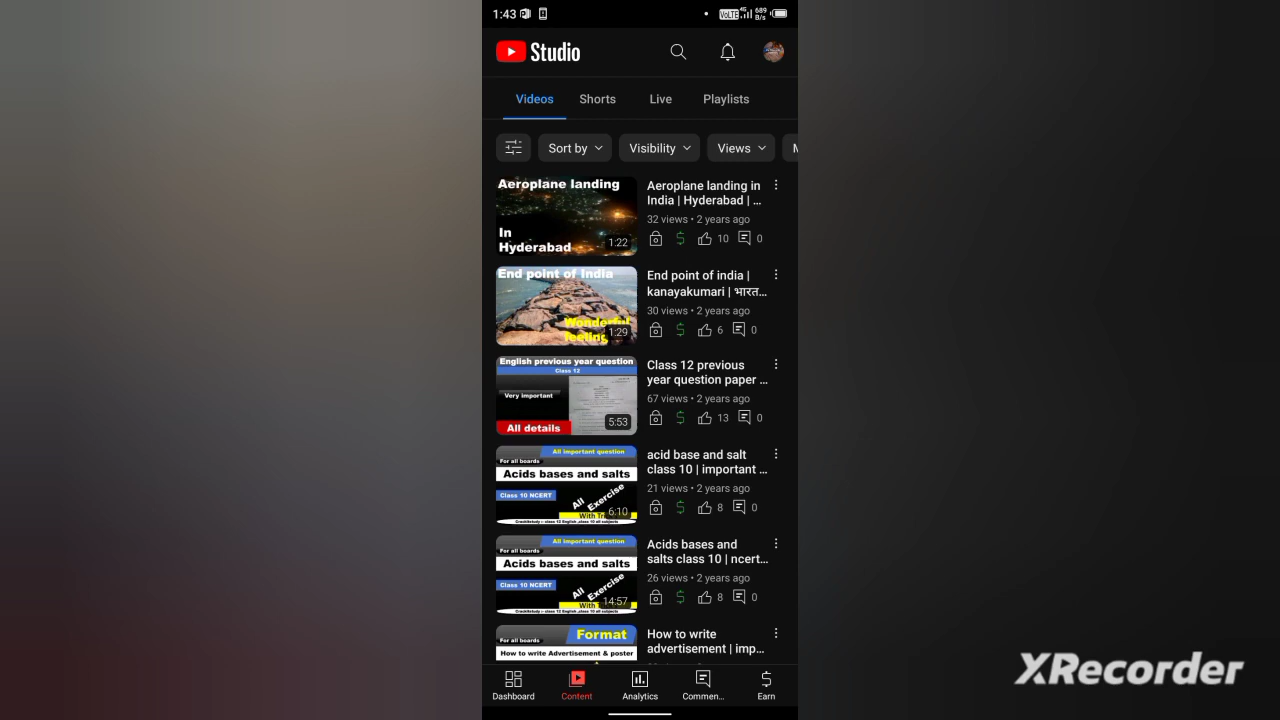 1:43
VoLTE 4G 689 B/s
Studio
Videos Shorts Live Playlists
Sort by Visibility Views M
Aeroplane landing
In
Hyderabad
1:22
Aeroplane landing in
India | Hyderabad | ...
32 views • 2 years ago
10 0
End point of India
Wonderful
feeling
1:29
End point of india |
kanayakumari | भारत...
30 views • 2 years ago
6 0
English previous year question
Class 12
Very important
All details
5:53
Class 12 previous
year question paper ...
67 views • 2 years ago
13 0
All important question
For all boards
Acids bases and salts
Class 10 NCERT
All Exercise
With
6:10
acid base and salt
class 10 | important ...
21 views • 2 years ago
8 0
All important question
For all boards
Acids bases and salts
Class 10 NCERT
All Exercise
With
14:57
Acids bases and
salts class 10 | ncert...
26 views • 2 years ago
8 0
Format
For all boards
How to write Advertisement & poster
How to write
advertisement | imp...
Dashboard Content Analytics Commen... Earn
XRecorder